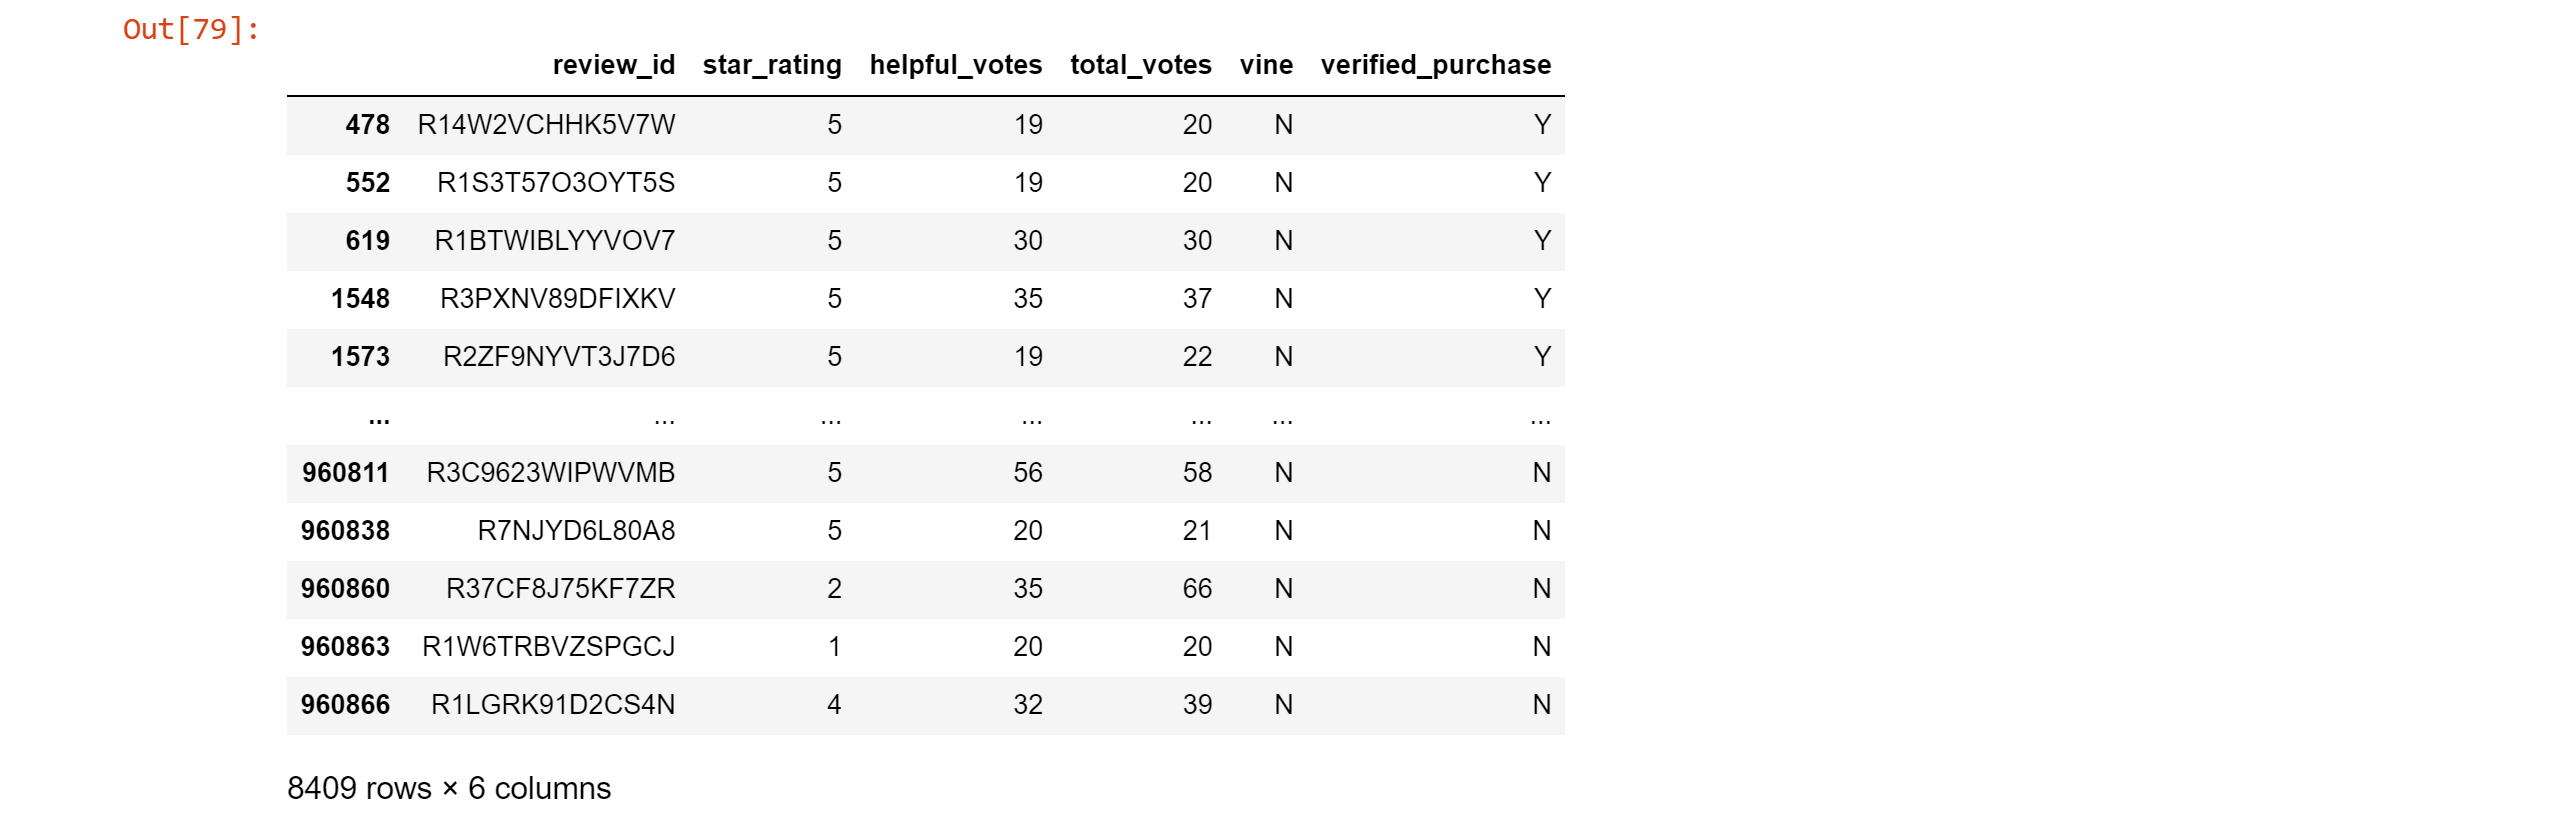 Out[79]:
review_id star_rating helpful_votes total_votes vine verified_purchase
478 R14W2VCHHK5V7W 5 19 20 N Y
552 R1S3T57O3OYT5S 5 19 20 N Y
619 R1BTWIBLYYVOV7 5 30 30 N Y
1548 R3PXNV89DFIXKV 5 35 37 N Y
1573 R2ZF9NYVT3J7D6 5 19 22 N Y
... ... ... ... ... ... ...
960811 R3C9623WIPWVMB 5 56 58 N N
960838 R7NJYD6L80A8 5 20 21 N N
960860 R37CF8J75KF7ZR 2 35 66 N N
960863 R1W6TRBVZSPGCJ 1 20 20 N N
960866 R1LGRK91D2CS4N 4 32 39 N N
8409 rows × 6 columns